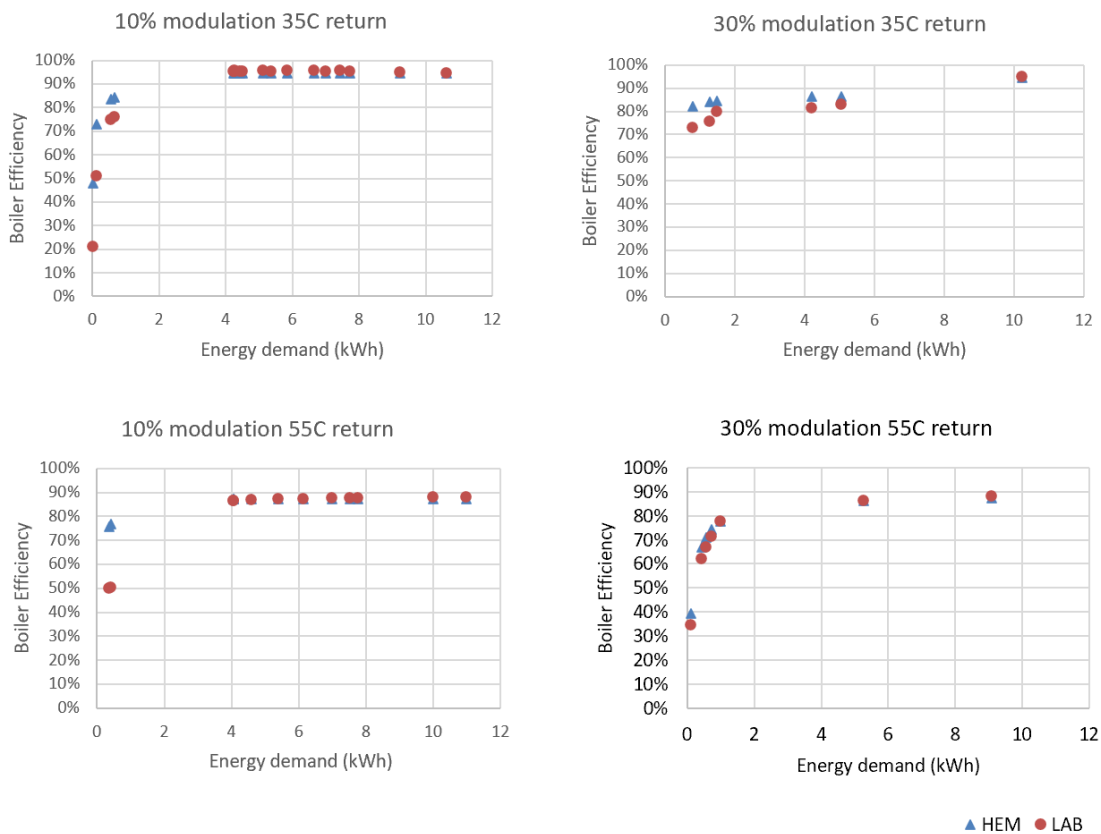 10% modulation 35C return
100%
90%
80%
70%
60%
50%
40%
30%
20%
10%
0%
Boiler Efficiency
0 2 4 6 8 10 12
Energy demand (kWh)
30% modulation 35C return
100%
90%
80%
70%
60%
50%
40%
30%
20%
10%
0%
Boiler Efficiency
0 2 4 6 8 10 12
Energy demand (kWh)
10% modulation 55C return
100%
90%
80%
70%
60%
50%
40%
30%
20%
10%
0%
Boiler Efficiency
0 2 4 6 8 10 12
Energy demand (kWh)
30% modulation 55C return
100%
90%
80%
70%
60%
50%
40%
30%
20%
10%
0%
Boiler Efficiency
0 2 4 6 8 10 12
Energy demand (kWh)
HEM LAB